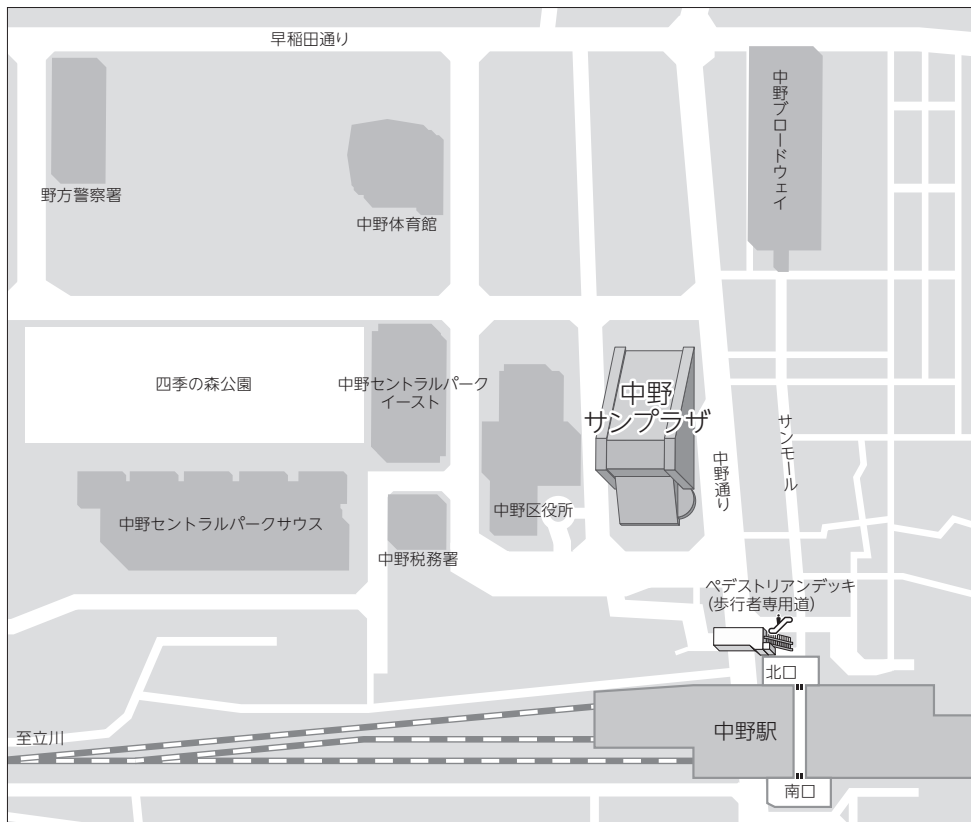 早稲田通り
中野ブロードウェイ
野方警察署
中野体育館
四季の森公園
中野セントラルパーク
イースト
中野
サンプラザ
サンモール
中野通り
中野セントラルパークサウス
中野区役所
中野税務署
ペデストリアンデッキ
(歩行者専用道)
北口
中野駅
至立川
南口